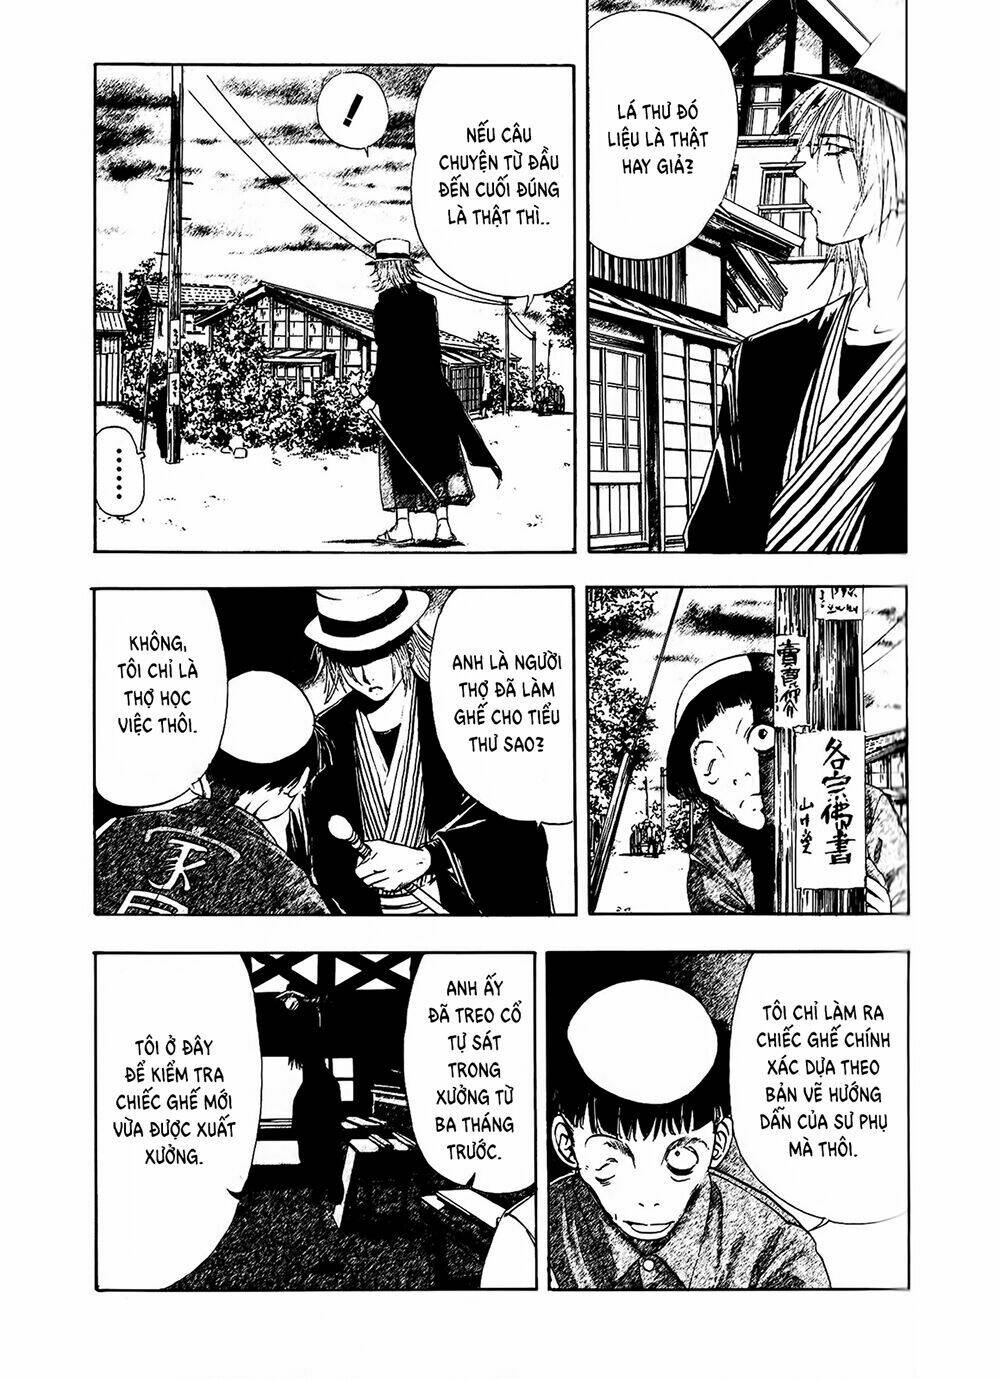 LÁ THƯ ĐÓ
LIỆU LÀ THẬT
HAY GIẢ?
NẾU CÂU
CHUYỆN TỪ ĐẦU
ĐẾN CUỐI ĐÚNG
LÀ THẬT THÌ..
!
......
各宗佛書
ANH LÀ NGƯỜI
THỢ ĐÃ LÀM
GHẾ CHO TIỂU
THƯ SAO?
KHÔNG,
TÔI CHỈ LÀ
THỢ HỌC
VIỆC THÔI.
TÔI CHỈ LÀM RA
CHIẾC GHẾ CHÍNH
XÁC DỰA THEO
BẢN VẼ HƯỚNG
DẪN CỦA SƯ PHỤ
MÀ THÔI.
ANH ẤY
ĐÃ TREO CỔ
TỰ SÁT
TRONG
XƯỞNG TỪ
BA THÁNG
TRƯỚC.
TÔI Ở ĐÂY
ĐỂ KIỂM TRA
CHIẾC GHẾ MỚI
VỪA ĐƯỢC XUẤT
XƯỞNG.